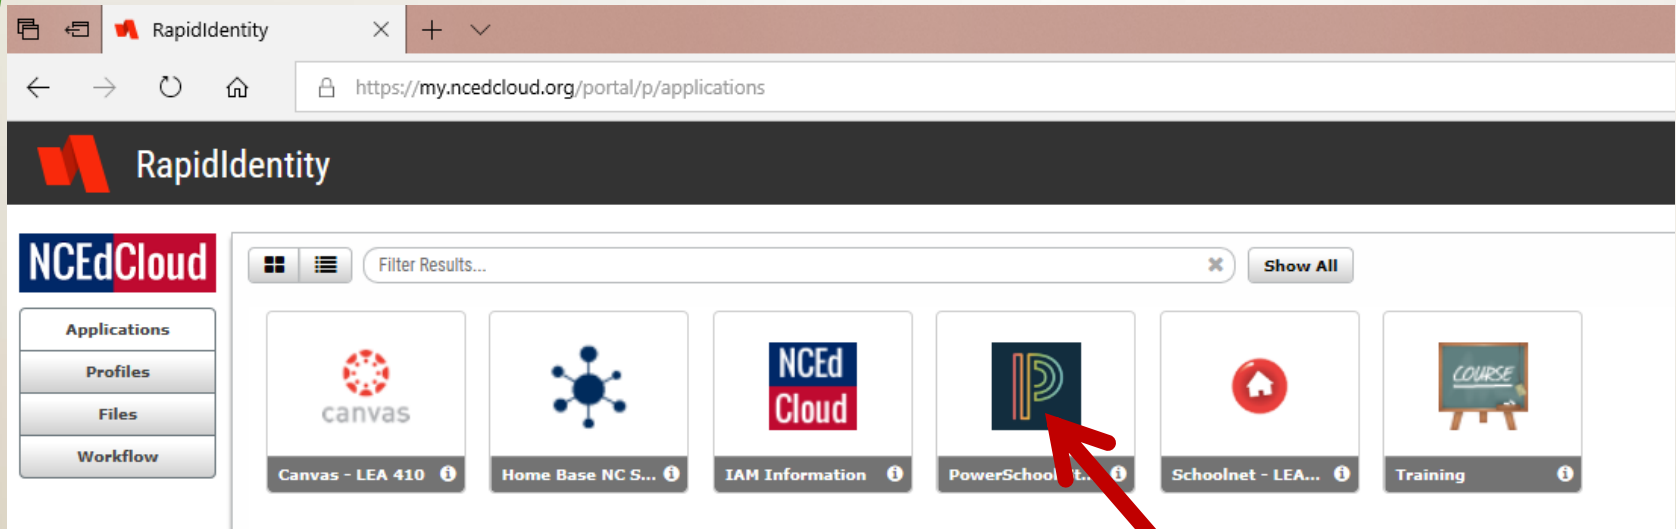 RapidIdentity
https://my.ncedcloud.org/portal/p/applications
RapidIdentity
NCEdCloud
Filter Results...
Show All
Applications
Profiles
Files
Workflow
canvas
NCEd
Cloud
COURSE
Canvas - LEA 410
Home Base NC S...
IAM Information
PowerSchool
Schoolnet - LEA...
Training